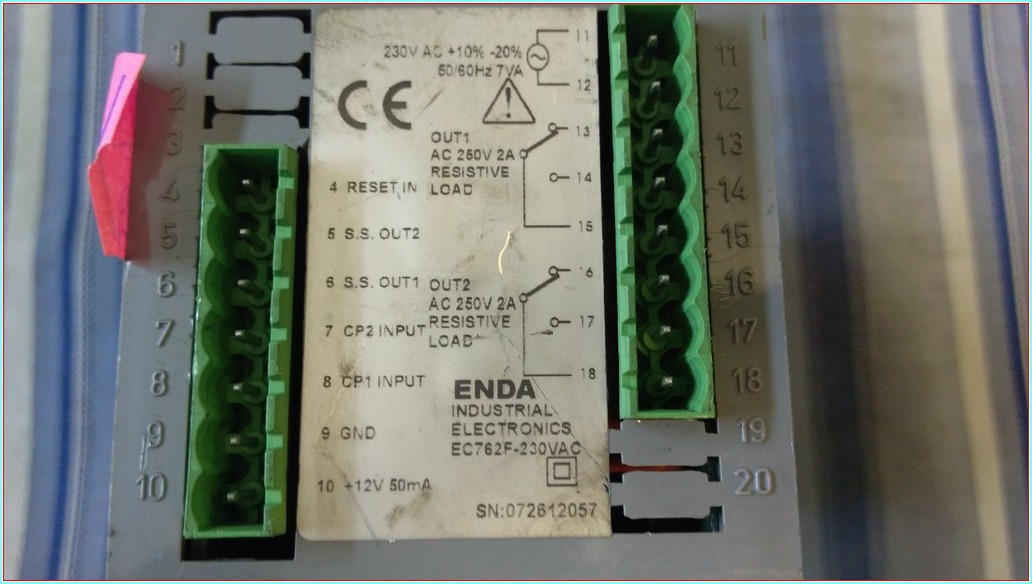 1
2
3
4
5
6
7
8
9
10
230V AC +10% -20%
50/60Hz 7VA
CE
OUT1
AC 250V 2A
RESISTIVE
LOAD
4 RESET IN
5 S.S. OUT2
6 S.S. OUT1
OUT2
AC 250V 2A
RESISTIVE
LOAD
7 CP2 INPUT
8 CP1 INPUT
9 GND
10 +12V 50mA
ENDA
INDUSTRIAL
ELECTRONICS
EC762F-230VAC
SN:072612057
11
12
13
14
15
16
17
18
11
12
13
14
15
16
17
18
19
20